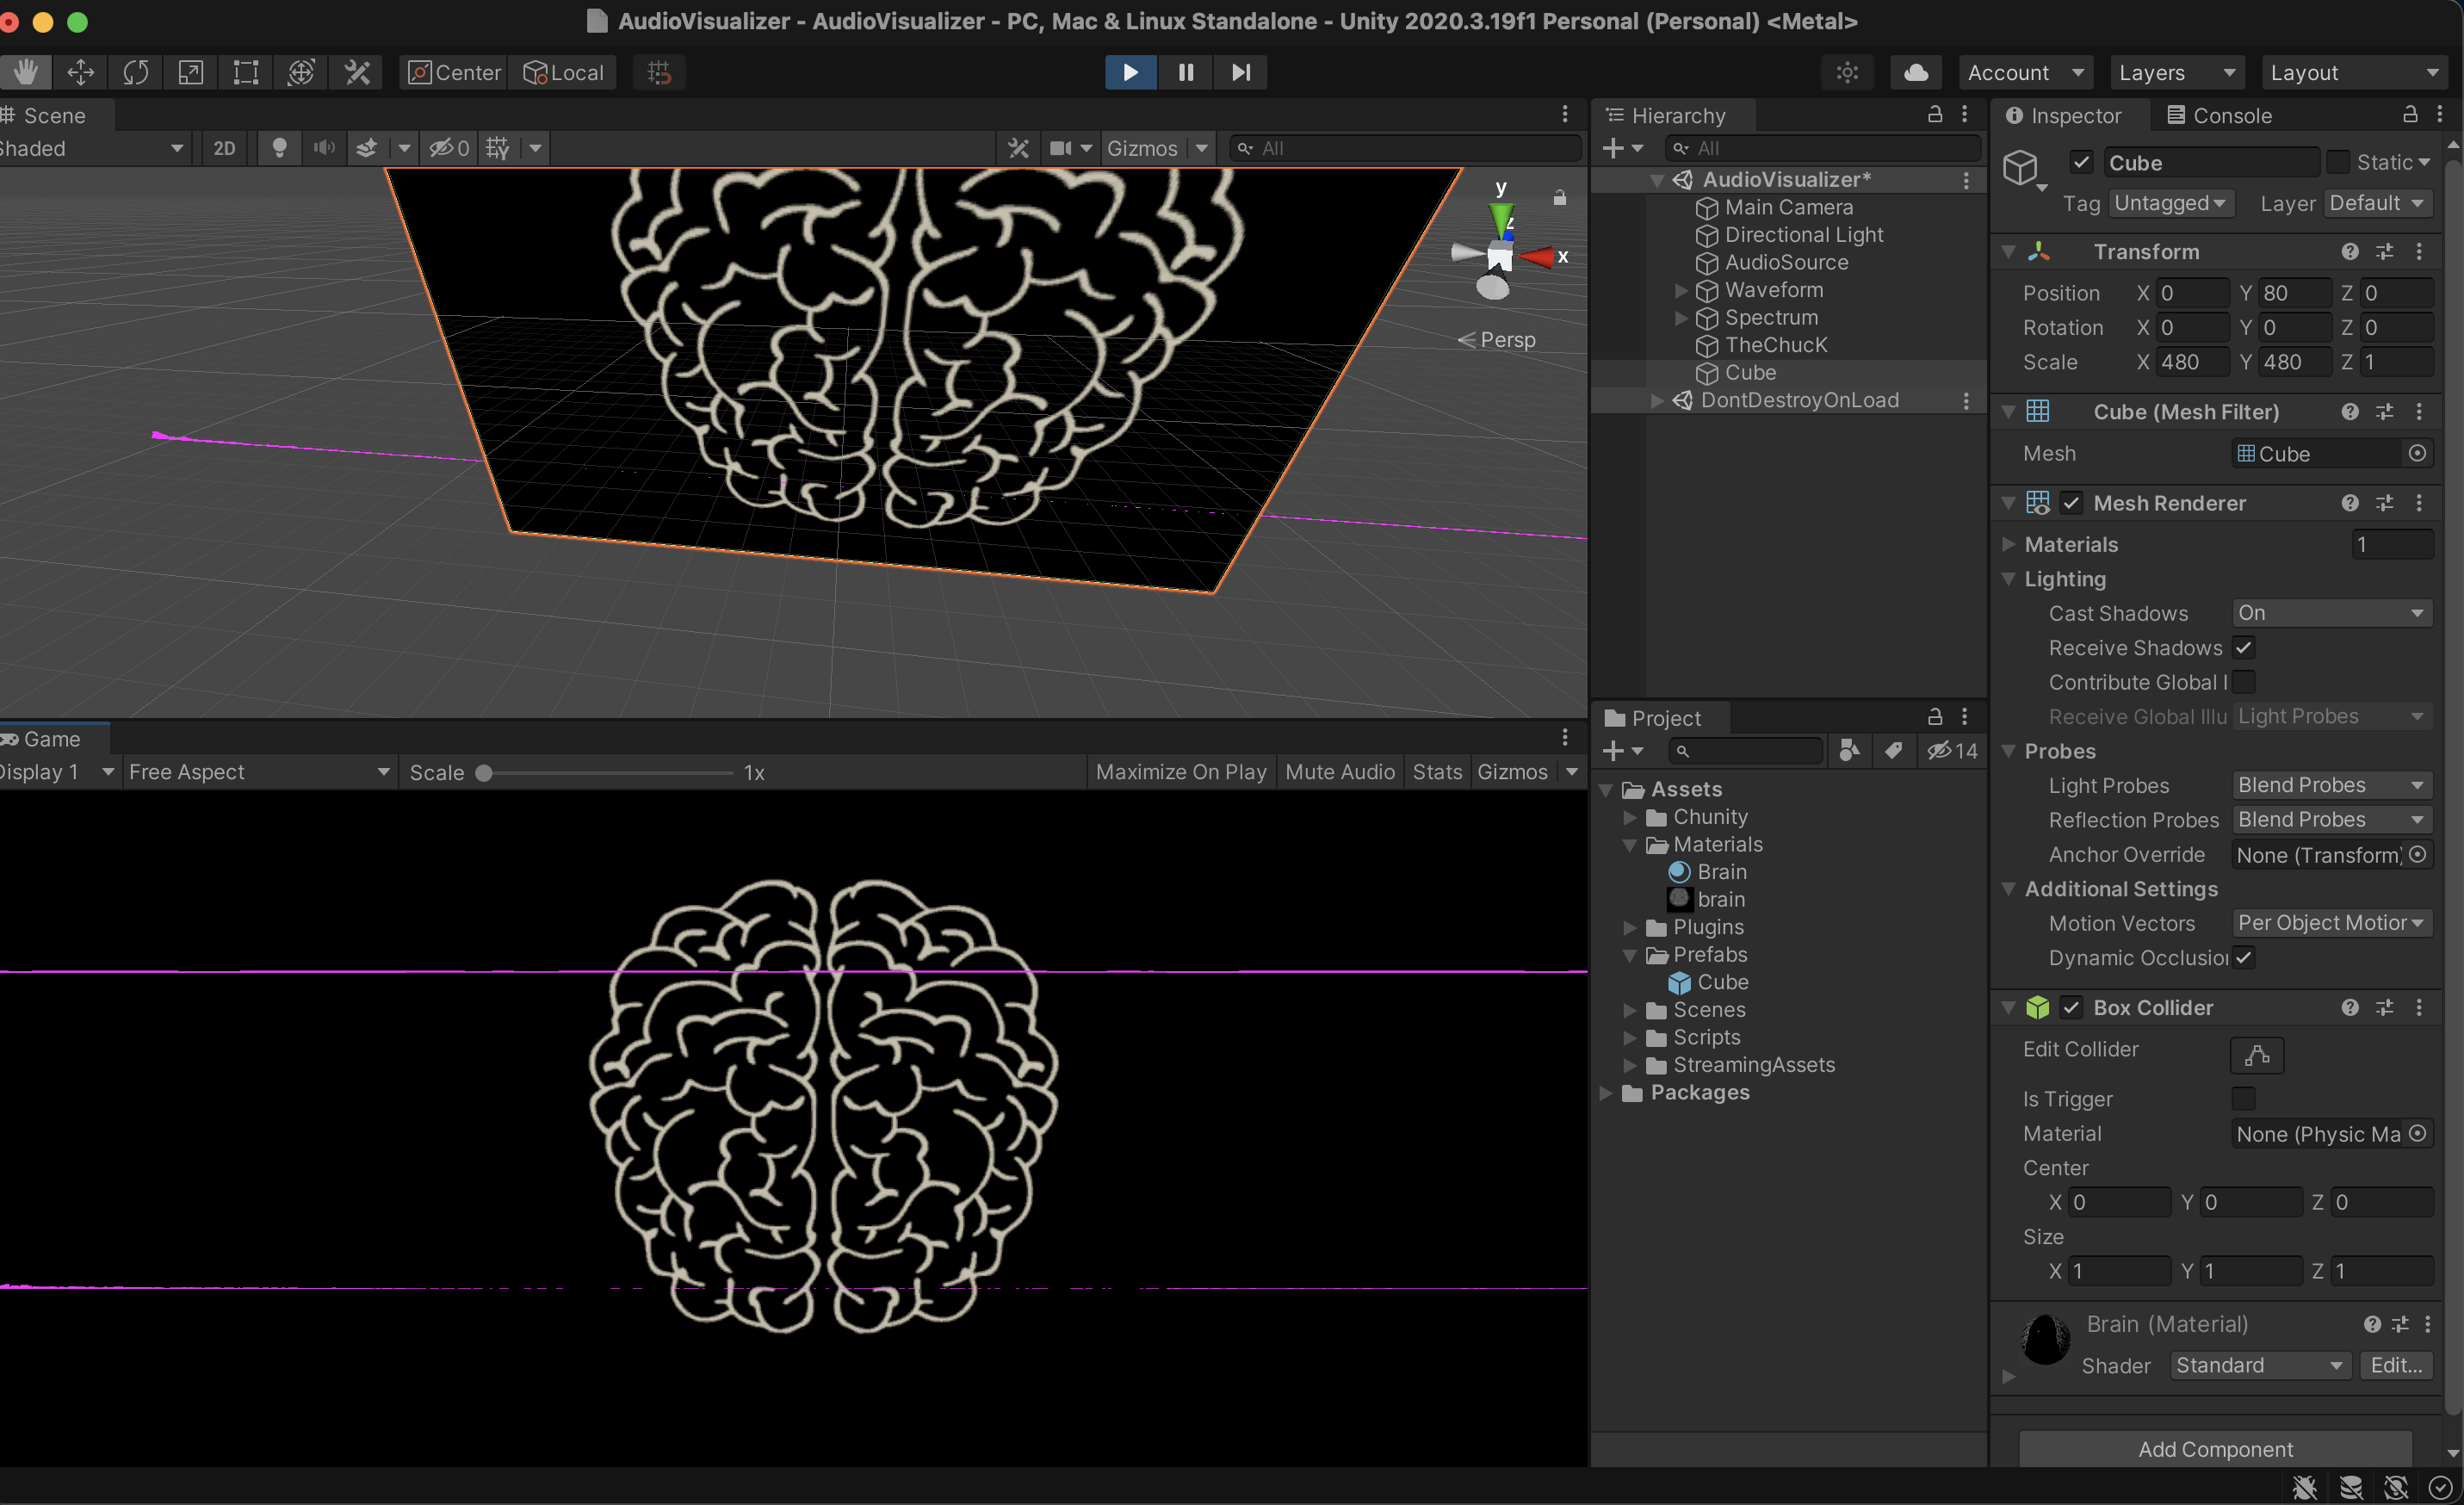 AudioVisualizer - AudioVisualizer - PC, Mac & Linux Standalone - Unity 2020.3.19f1 Personal (Personal) <Metal>
Center Local
Account Layers Layout
Scene
Shaded 2D 0 Gizmos All
y
z
x
Persp
Game
Display 1 Free Aspect Scale 1x Maximize On Play Mute Audio Stats Gizmos
Hierarchy
All
AudioVisualizer*
Main Camera
Directional Light
AudioSource
Waveform
Spectrum
TheChucK
Cube
DontDestroyOnLoad
Project
14
Assets
Chunity
Materials
Brain
brain
Plugins
Prefabs
Cube
Scenes
Scripts
StreamingAssets
Packages
Inspector Console
Cube Static
Tag Untagged Layer Default
Transform
Position X 0 Y 80 Z 0
Rotation X 0 Y 0 Z 0
Scale X 480 Y 480 Z 1
Cube (Mesh Filter)
Mesh Cube
Mesh Renderer
Materials 1
Lighting
Cast Shadows On
Receive Shadows
Contribute Global I
Receive Global Illu Light Probes
Probes
Light Probes Blend Probes
Reflection Probes Blend Probes
Anchor Override None (Transform)
Additional Settings
Motion Vectors Per Object Motion
Dynamic Occlusion
Box Collider
Edit Collider
Is Trigger
Material None (Physic Ma
Center
X 0 Y 0 Z 0
Size
X 1 Y 1 Z 1
Brain (Material)
Shader Standard Edit...
Add Component